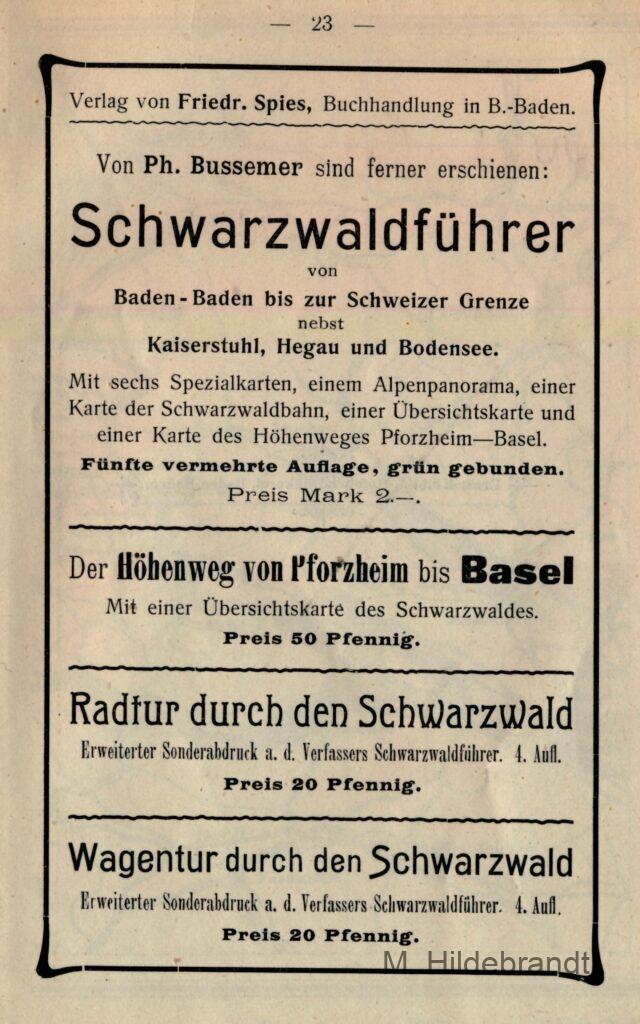 — 23 —
Verlag von Friedr. Spies, Buchhandlung in B.-Baden.
Von Ph. Bussemer sind ferner erschienen:
Schwarzwaldführer
von
Baden-Baden bis zur Schweizer Grenze
nebst
Kaiserstuhl, Hegau und Bodensee.
Mit sechs Spezialkarten, einem Alpenpanorama, einer
Karte der Schwarzwaldbahn, einer Übersichtskarte und
einer Karte des Höhenweges Pforzheim—Basel.
Fünfte vermehrte Auflage, grün gebunden.
Preis Mark 2.—.
Der Höhenweg von Pforzheim bis Basel
Mit einer Übersichtskarte des Schwarzwaldes.
Preis 50 Pfennig.
Radtur durch den Schwarzwald
Erweiterter Sonderabdruck a. d. Verfassers Schwarzwaldführer. 4. Aufl.
Preis 20 Pfennig.
Wagentur durch den Schwarzwald
Erweiterter Sonderabdruck a. d. Verfassers Schwarzwaldführer. 4. Aufl.
Preis 20 Pfennig.
M. Hildebrandt